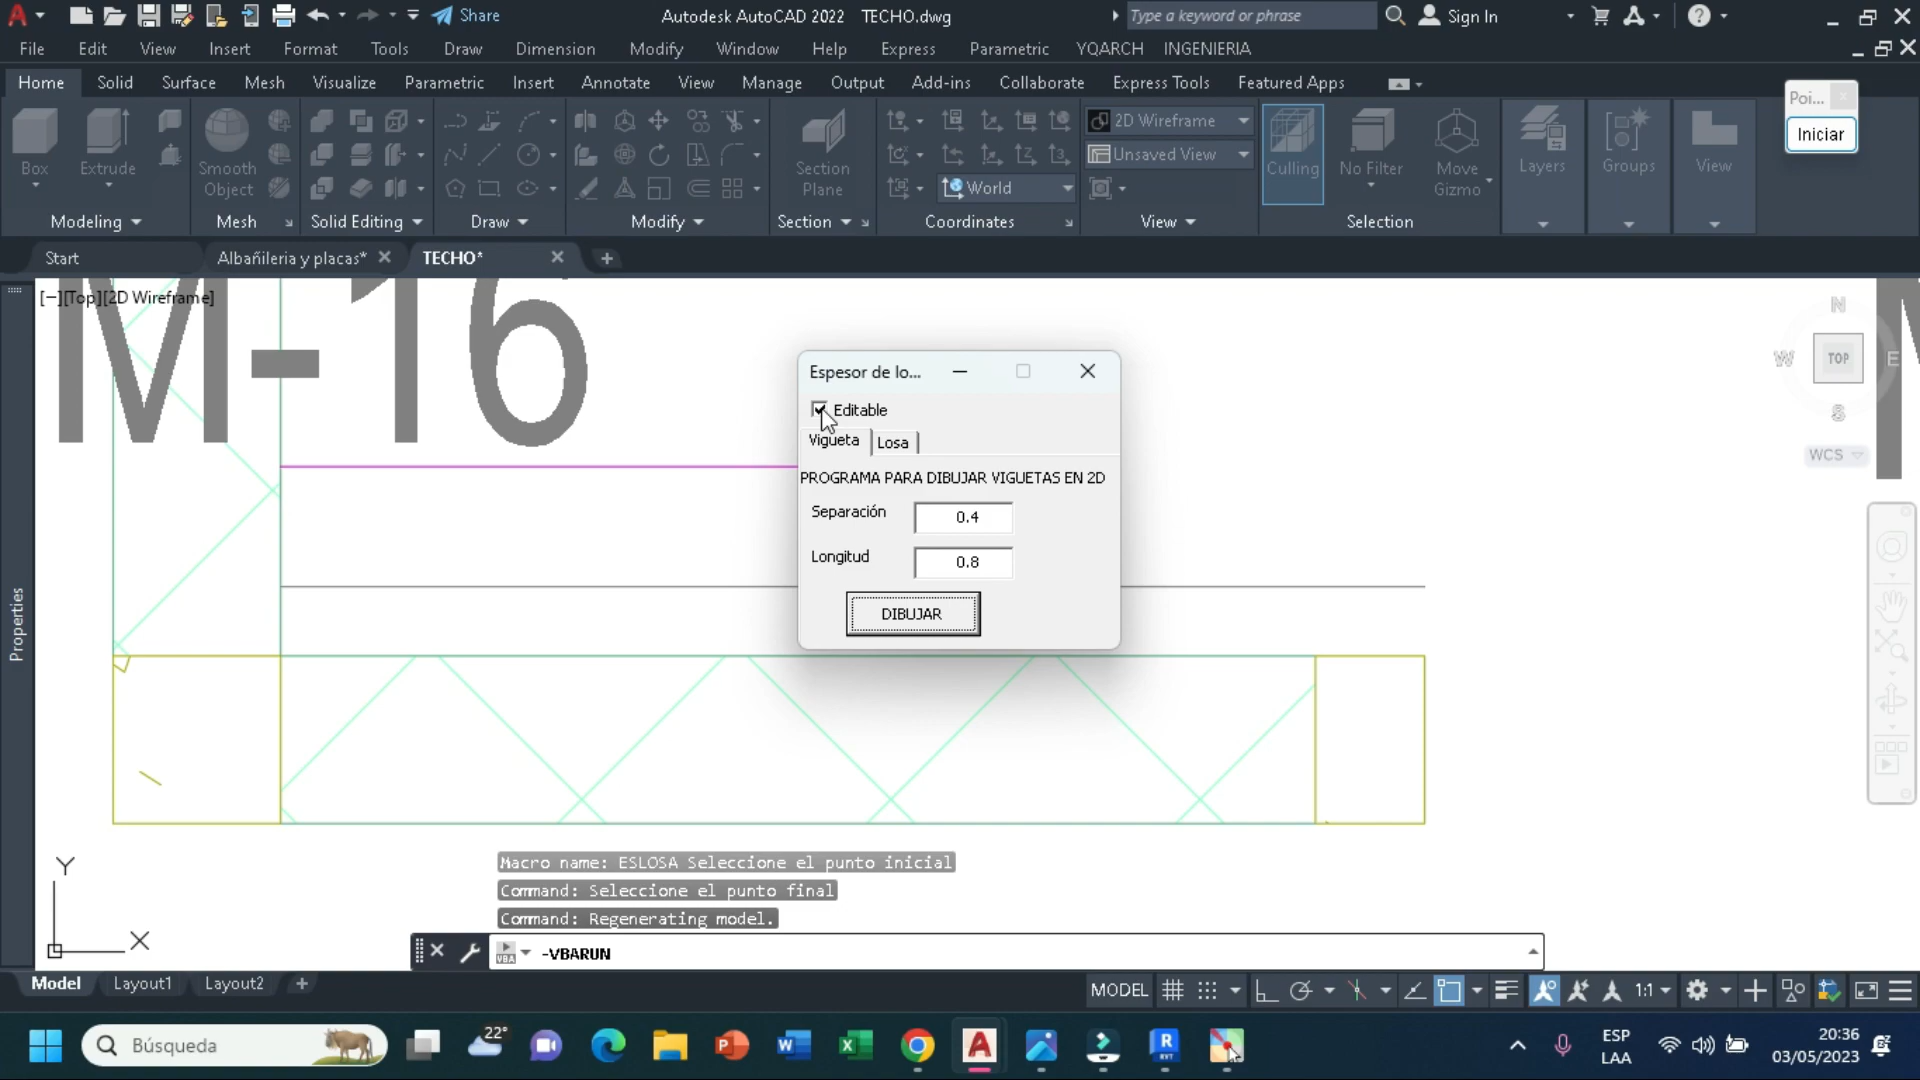 Share
Autodesk AutoCAD 2022 TECHO.dwg
Type a keyword or phrase
Sign In
File Edit View Insert Format Tools Draw Dimension Modify Window Help Express Parametric YQARCH INGENIERIA
Home Solid Surface Mesh Visualize Parametric Insert Annotate View Manage Output Add-ins Collaborate Express Tools Featured Apps
Poi...
Iniciar
Box
Extrude
Smooth Object
Section Plane
World
2D Wireframe
Unsaved View
Culling
No Filter
Move Gizmo
Layers
Groups
View
Modeling Mesh Solid Editing Draw Modify Section Coordinates View Selection
Start Albañileria y placas* TECHO*
[−][Top][2D Wireframe]
M-16
N
W TOP E
S
WCS
Properties
Espesor de lo...
Editable
Vigueta Losa
PROGRAMA PARA DIBUJAR VIGUETAS EN 2D
Separación 0.4
Longitud 0.8
DIBUJAR
Y
X
Macro name: ESLOSA Seleccione el punto inicial
Command: Seleccione el punto final
Command: Regenerating model.
-VBARUN
Model Layout1 Layout2
MODEL 1:1
Búsqueda
22°
ESP
LAA
20:36
03/05/2023